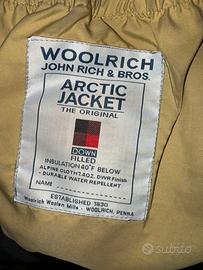 WOOLRICH
JOHN RICH & BROS.
ARCTIC
JACKET
THE ORIGINAL
DOWN
FILLED
INSULATION 40°F BELOW
ALPINE CLOTH 7.4OZ. DWR Finish
- DURABLE WATER REPELLENT
NAME
ESTABLISHED 1830
Woolrich Woolen Mills - WOOLRICH, PENNA
subito